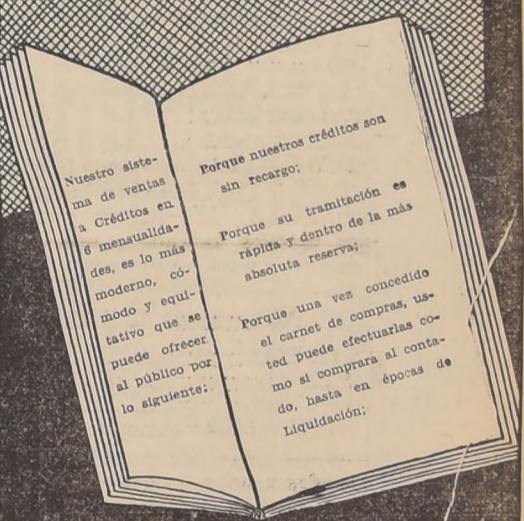 Nuestro siste-
ma de ventas
a Créditos en
6 mensualida-
des, es lo más
moderno, có-
modo y equi-
tativo que se
puede ofrecer
al público por
lo siguiente:
Porque nuestros créditos son
sin recargo;
Porque su tramitación es
rápida y dentro de la más
absoluta reserva;
Porque una vez concedido
el carnet de compras, us-
ted puede efectuarlas co-
mo si comprara al conta-
do, hasta en épocas de
Liquidación;